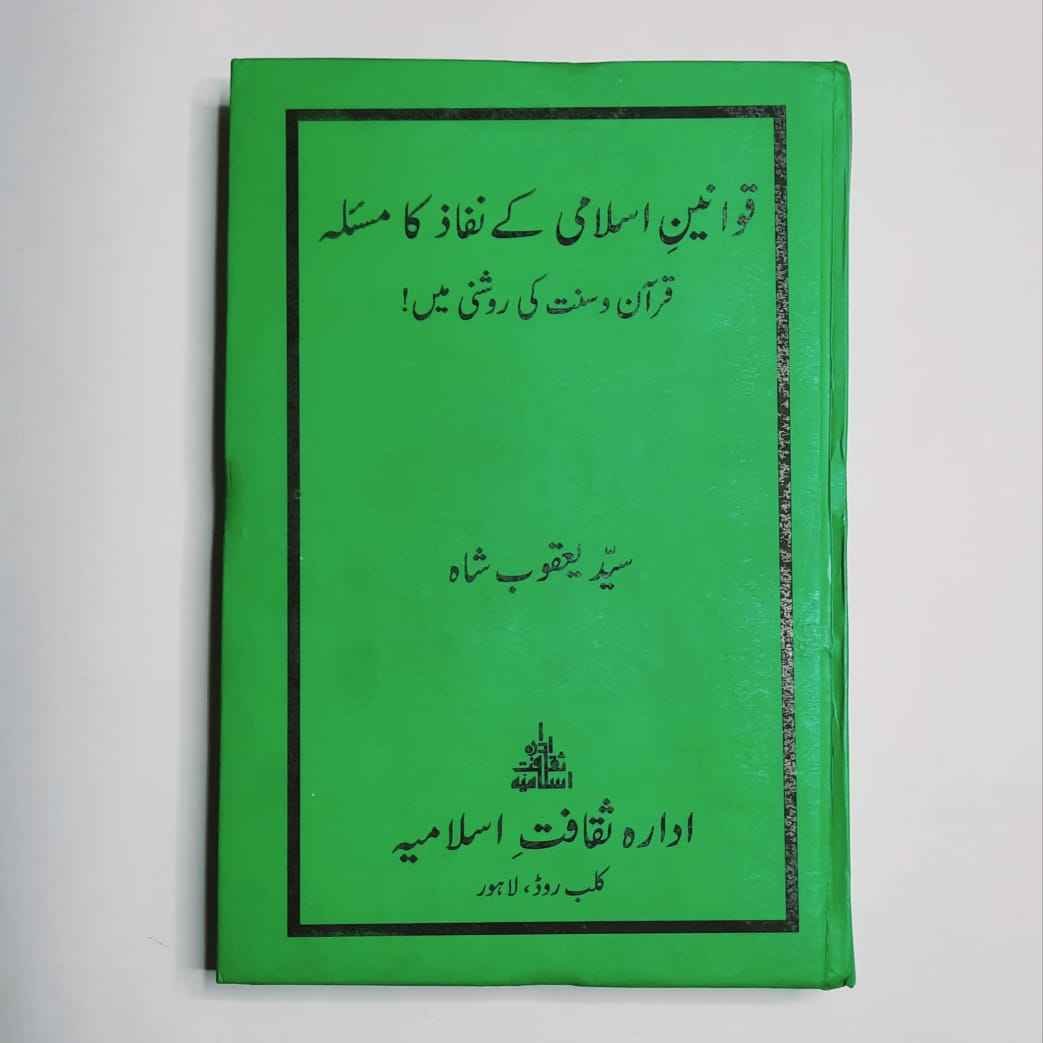 قوانینِ اسلامی کے نفاذ کا مسئلہ
قرآن و سنت کی روشنی میں!
سیّد یعقوب شاہ
ادارہ
ثقافت
اسلامیہ
ادارہ ثقافتِ اسلامیہ
کلب روڈ، لاہور